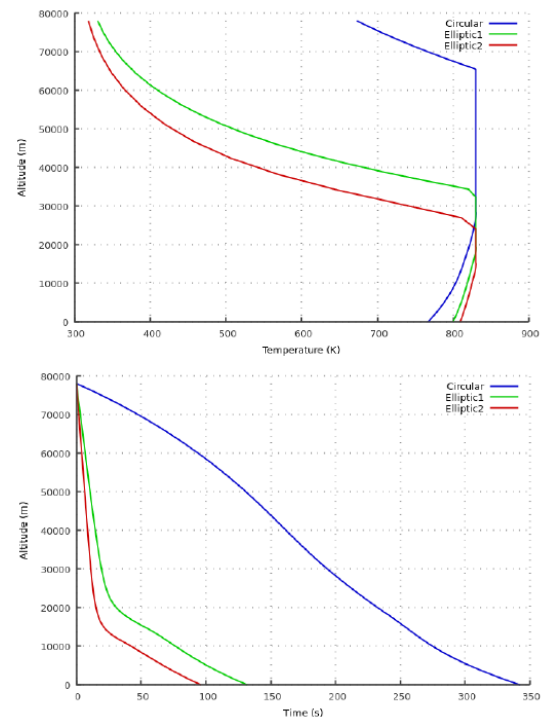 80000
70000
60000
50000
40000
30000
20000
10000
0
Altitude (m)
Circular
Elliptic1
Elliptic2
300 400 500 600 700 800 900
Temperature (K)
80000
70000
60000
50000
40000
30000
20000
10000
0
Altitude (m)
Circular
Elliptic1
Elliptic2
0 50 100 150 200 250 300 350
Time (s)